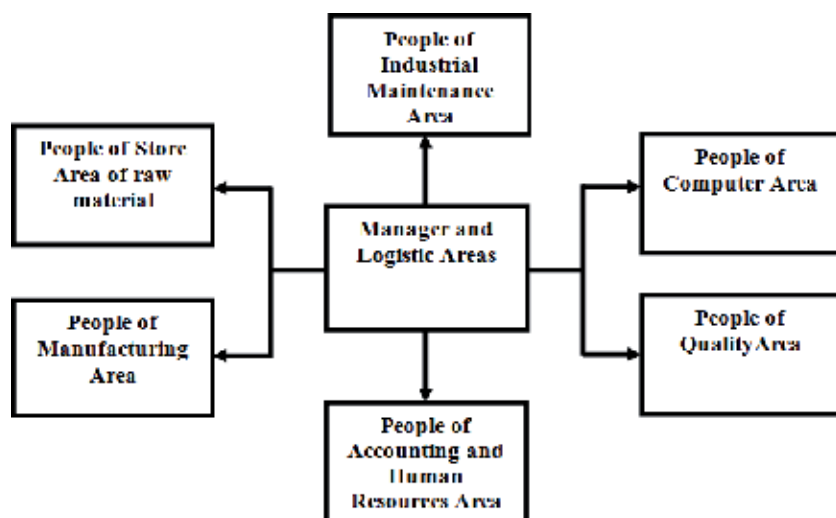 People of
Industrial
Maintenance
Area
People of Store
Area of raw
material
People of
Computer Area
Manager and
Logistic Areas
People of
Manufacturing
Area
People of
Quality Area
People of
Accounting and
Human
Resources Area